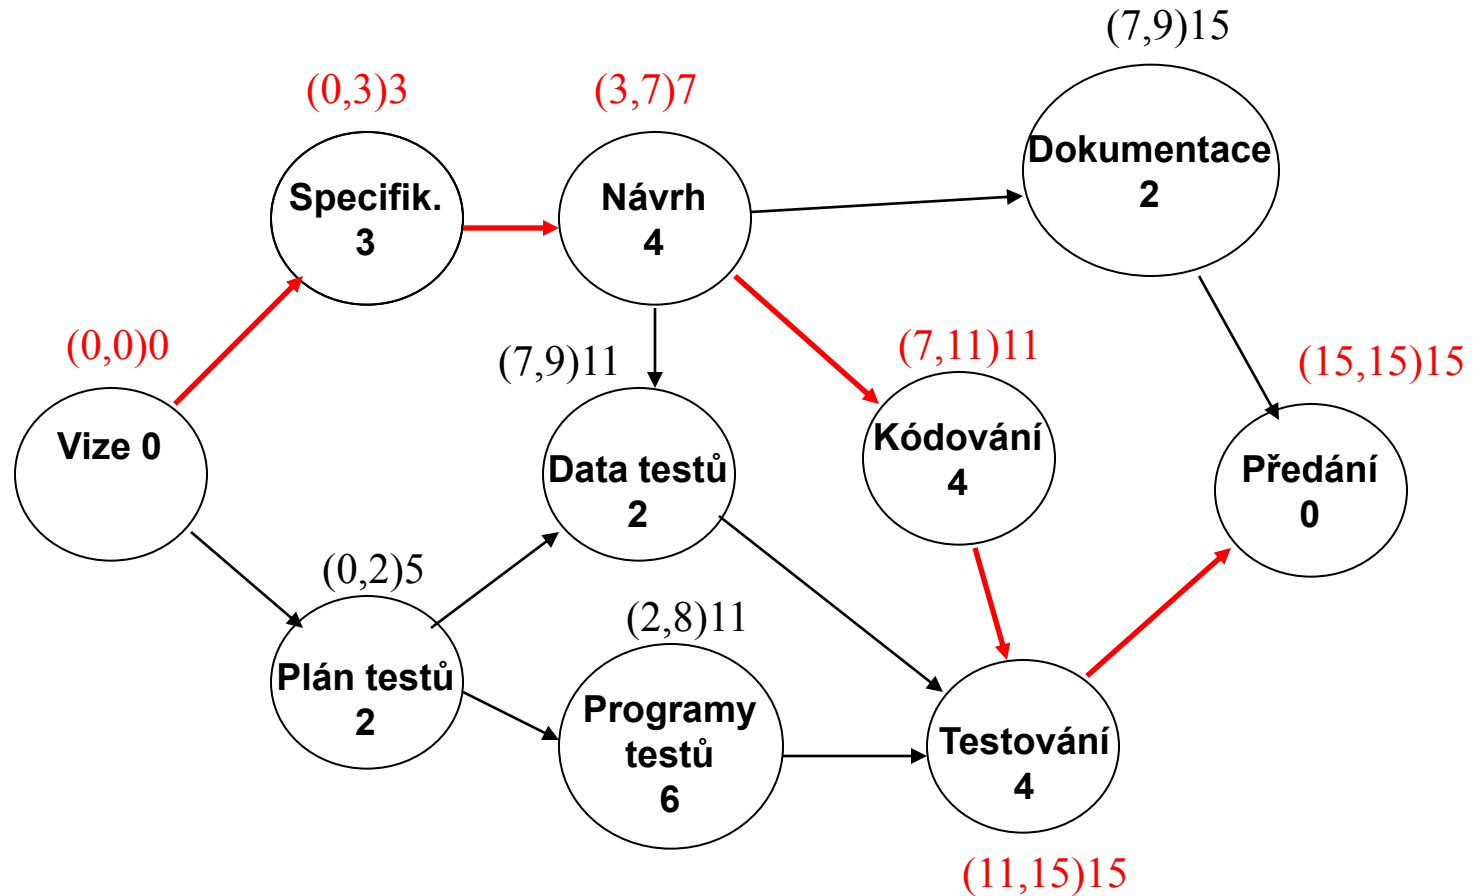 (7,9)15
(0,3)3
(3,7)7
Dokumentace
2
Specifik.
3
Návrh
4
(0,0)0
(7,9)11
(7,11)11
(15,15)15
Vize 0
Data testů
2
Kódování
4
Předání
0
(0,2)5
(2,8)11
Plán testů
2
Programy
testů
6
Testování
4
(11,15)15